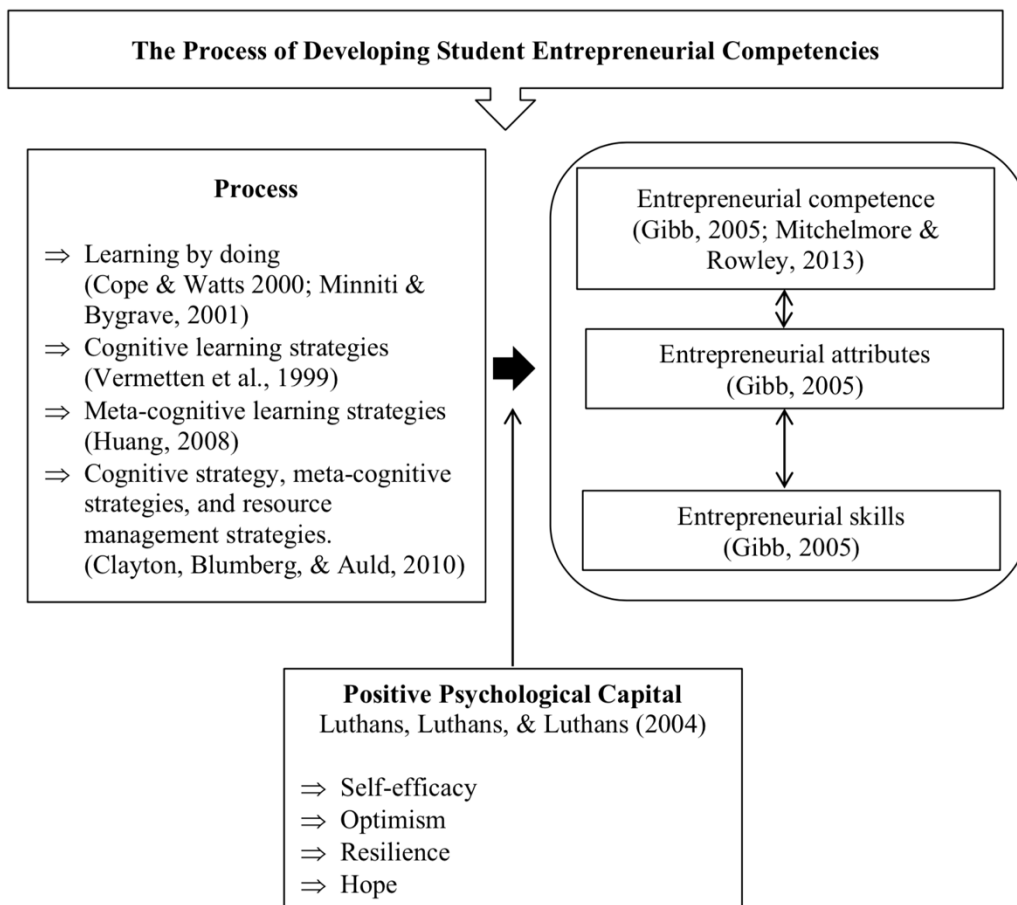 The Process of Developing Student Entrepreneurial Competencies
Process
⇒ Learning by doing
(Cope & Watts 2000; Minniti &
Bygrave, 2001)
⇒ Cognitive learning strategies
(Vermetten et al., 1999)
⇒ Meta-cognitive learning strategies
(Huang, 2008)
⇒ Cognitive strategy, meta-cognitive
strategies, and resource
management strategies.
(Clayton, Blumberg, & Auld, 2010)
Entrepreneurial competence
(Gibb, 2005; Mitchelmore &
Rowley, 2013)
Entrepreneurial attributes
(Gibb, 2005)
Entrepreneurial skills
(Gibb, 2005)
Positive Psychological Capital
Luthans, Luthans, & Luthans (2004)
⇒ Self-efficacy
⇒ Optimism
⇒ Resilience
⇒ Hope